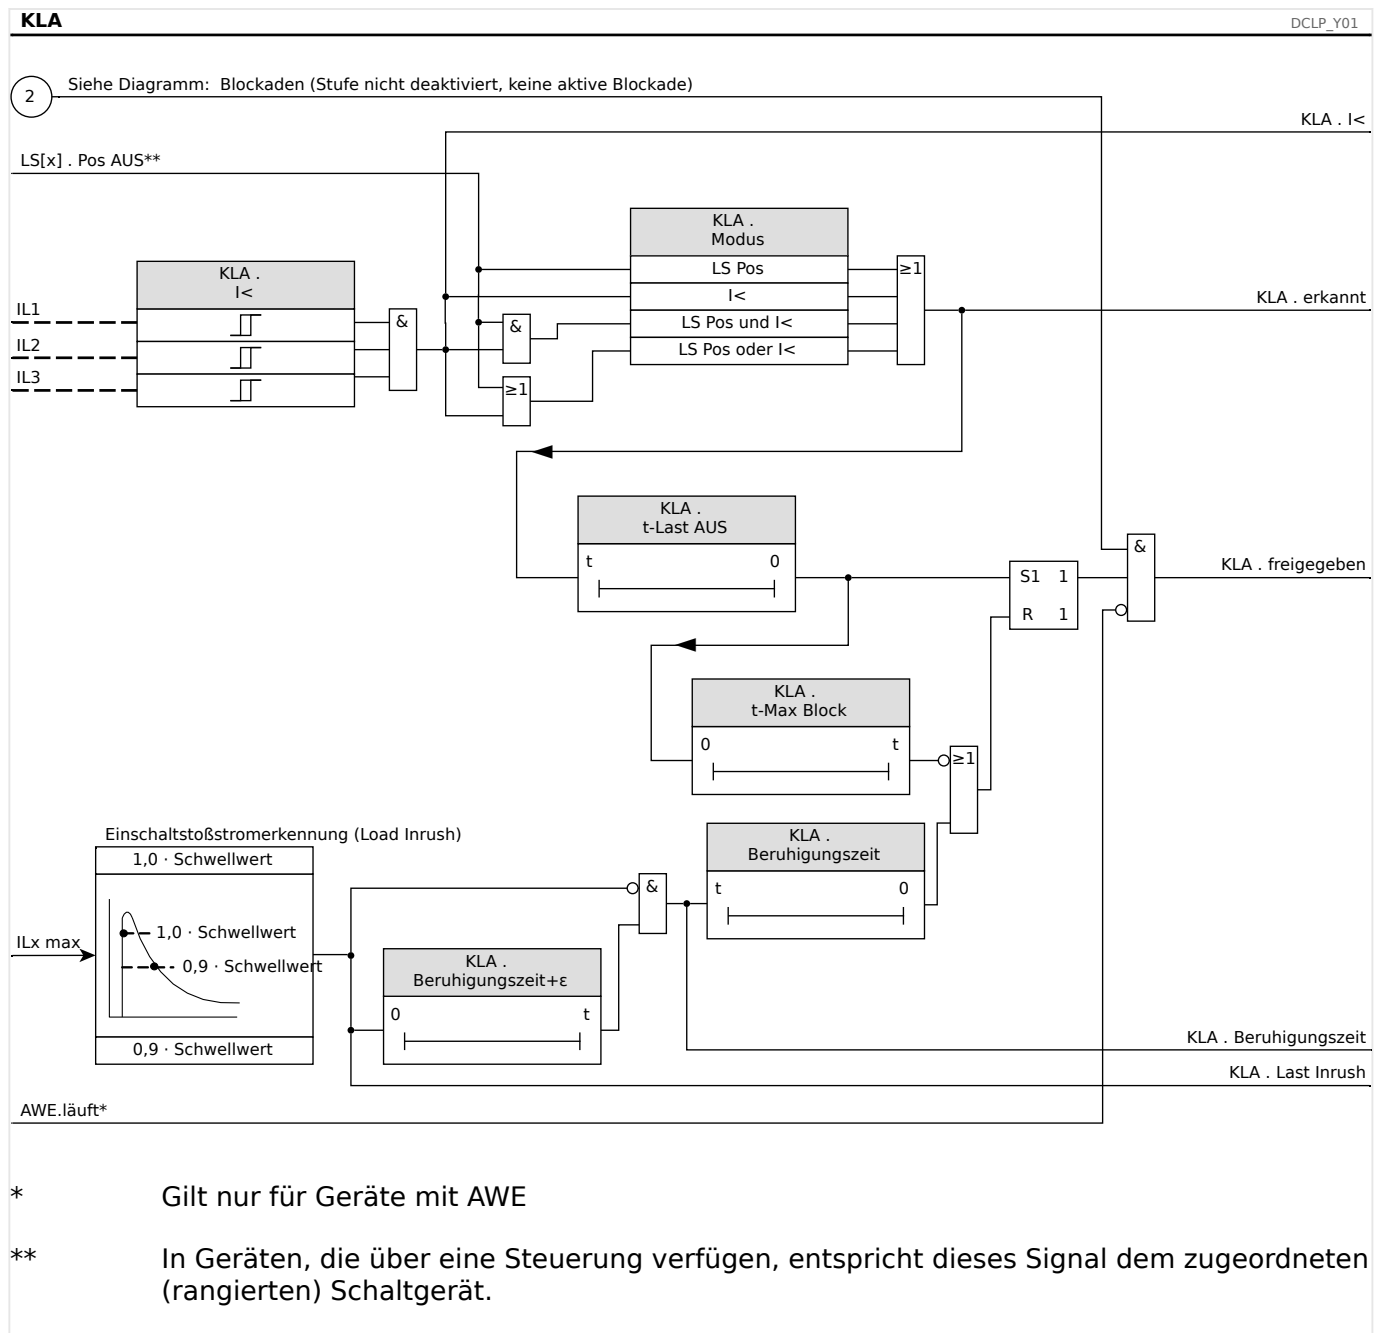 KLA
DCLP_Y01
2
Siehe Diagramm: Blockaden (Stufe nicht deaktiviert, keine aktive Blockade)
KLA . I<
LS[x] . Pos AUS**
KLA .
Modus
LS Pos
I<
LS Pos und I<
LS Pos oder I<
≥1
KLA . erkannt
KLA .
I<
IL1
IL2
IL3
&
&
≥1
KLA .
t-Last AUS
t 0
S1 1
R 1
&
KLA . freigegeben
KLA .
t-Max Block
0 t
≥1
Einschaltstoßstromerkennung (Load Inrush)
1,0 · Schwellwert
1,0 · Schwellwert
0,9 · Schwellwert
0,9 · Schwellwert
ILx max
KLA .
Beruhigungszeit+ε
0 t
&
KLA .
Beruhigungszeit
t 0
KLA . Beruhigungszeit
KLA . Last Inrush
AWE.läuft*
* Gilt nur für Geräte mit AWE
** In Geräten, die über eine Steuerung verfügen, entspricht dieses Signal dem zugeordneten
(rangierten) Schaltgerät.